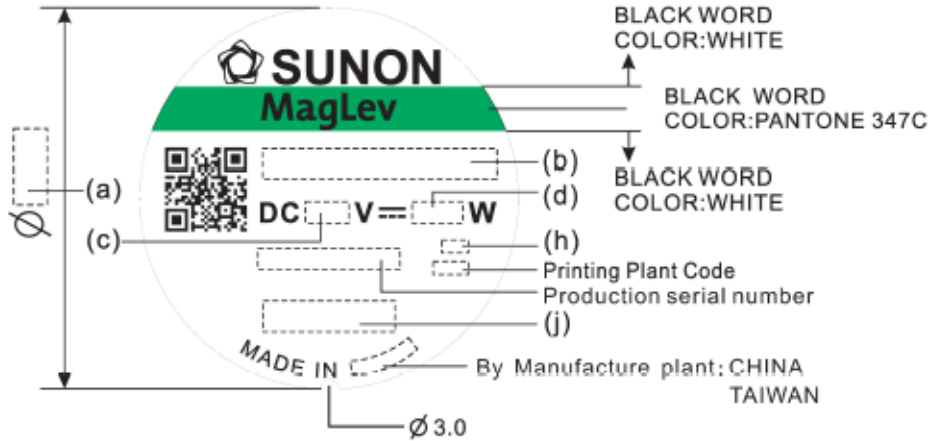 BLACK WORD
COLOR:WHITE
SUNON
MagLev
BLACK WORD
COLOR:PANTONE 347C
(a)
(b)
BLACK WORD
COLOR:WHITE
(d)
DC V W
Ø
(c)
(h)
Printing Plant Code
Production serial number
(j)
MADE IN
By Manufacture plant: CHINA
TAIWAN
Ø 3.0